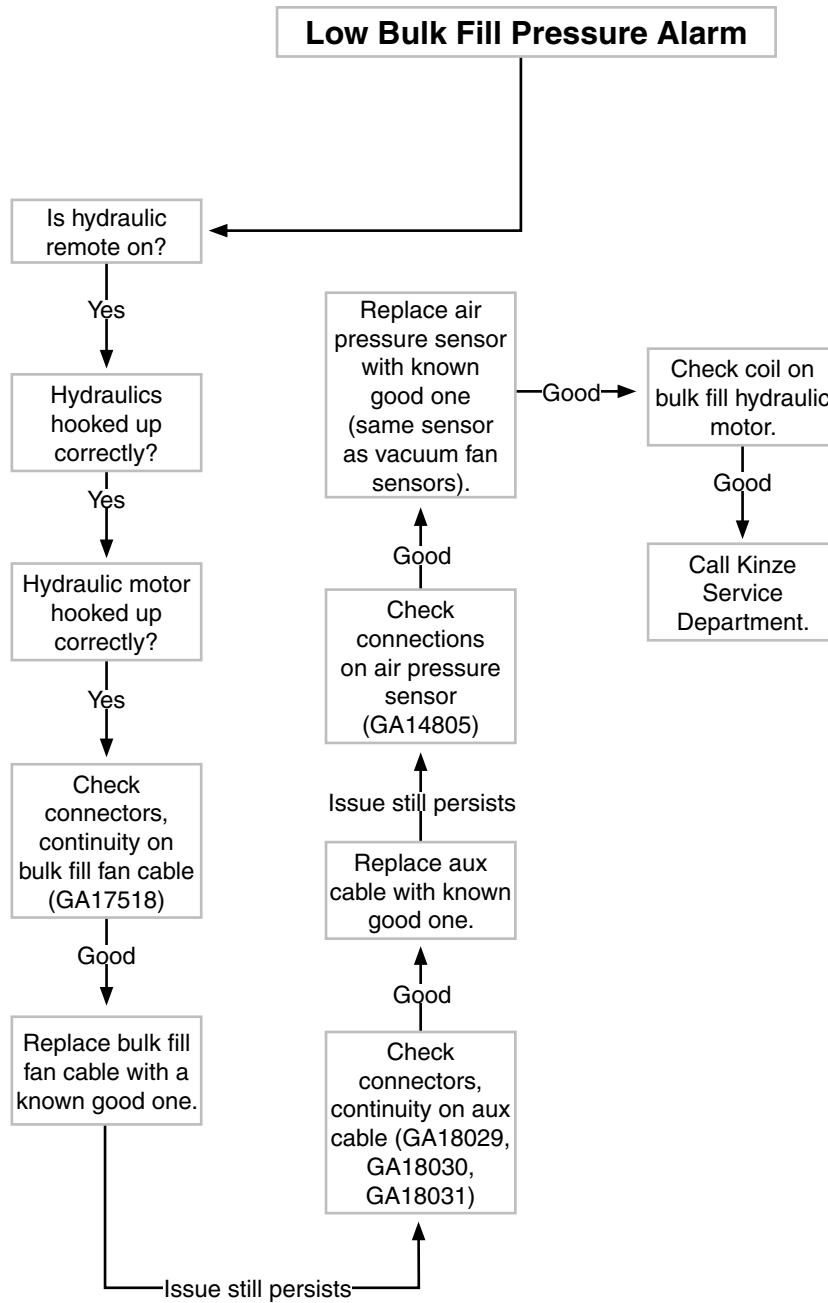 Low Bulk Fill Pressure Alarm
Is hydraulic
remote on?
Yes
Hydraulics
hooked up
correctly?
Yes
Hydraulic motor
hooked up
correctly?
Yes
Check
connectors,
continuity on
bulk fill fan cable
(GA17518)
Good
Replace bulk fill
fan cable with a
known good one.
Issue still persists
Check
connectors,
continuity on aux
cable (GA18029,
GA18030,
GA18031)
Good
Replace aux
cable with known
good one.
Issue still persists
Check
connections
on air pressure
sensor
(GA14805)
Good
Replace air
pressure sensor
with known
good one
(same sensor
as vacuum fan
sensors).
Good
Check coil on
bulk fill hydraulic
motor.
Good
Call Kinze
Service
Department.